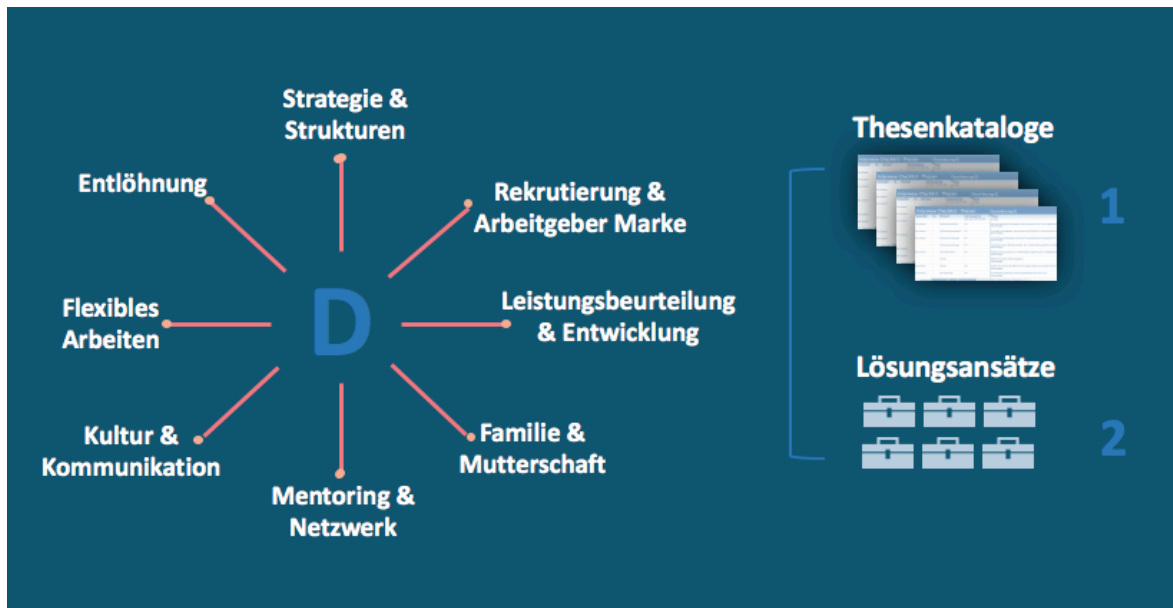 Strategie &
Strukturen
Rekrutierung &
Arbeitgeber Marke
Leistungsbeurteilung
& Entwicklung
Familie &
Mutterschaft
Mentoring &
Netzwerk
Kultur &
Kommunikation
Flexibles
Arbeiten
Entlöhnung
D
Thesenkataloge
1
Lösungsansätze
2